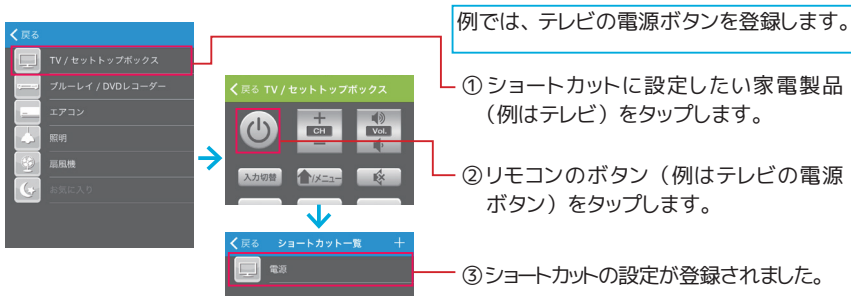 例では、テレビの電源ボタンを登録します。
戻る
TV / セットトップボックス
ブルーレイ / DVDレコーダー
エアコン
照明
扇風機
お気に入り
① ショートカットに設定したい家電製品
（例はテレビ）をタップします。
戻る TV / セットトップボックス
+
CH
−
Vol.
入力切替
/メニュー
②リモコンのボタン（例はテレビの電源
ボタン）をタップします。
戻る ショートカット一覧 +
電源
③ショートカットの設定が登録されました。